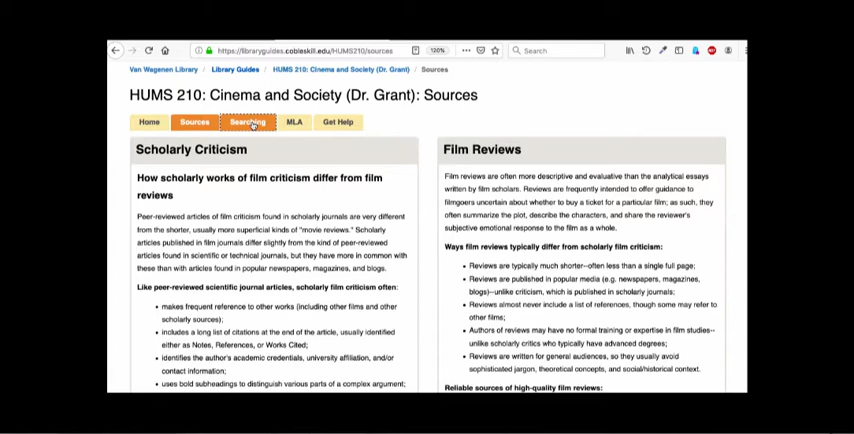 https://libraryguides.cobleskill.edu/HUMS210/sources
120%
Search
Van Wagenen Library / Library Guides / HUMS 210: Cinema and Society (Dr. Grant) / Sources
HUMS 210: Cinema and Society (Dr. Grant): Sources
Home Sources Searching MLA Get Help
Scholarly Criticism
How scholarly works of film criticism differ from film
reviews
Peer-reviewed articles of film criticism found in scholarly journals are very different
from the shorter, usually more superficial kinds of "movie reviews." Scholarly
articles published in film journals differ slightly from the kind of peer-reviewed
articles found in scientific or technical journals, but they have more in common with
these than with articles found in popular newspapers, magazines, and blogs.
Like peer-reviewed scientific journal articles, scholarly film criticism often:
• makes frequent reference to other works (including other films and other
scholarly sources);
• includes a long list of citations at the end of the article, usually identified
either as Notes, References, or Works Cited;
• identifies the author's academic credentials, university affiliation, and/or
contact information;
• uses bold subheadings to distinguish various parts of a complex argument;
Film Reviews
Film reviews are often more descriptive and evaluative than the analytical essays
written by film scholars. Reviews are frequently intended to offer guidance to
filmgoers uncertain about whether to buy a ticket for a particular film; as such, they
often summarize the plot, describe the characters, and share the reviewer's
subjective emotional response to the film as a whole.
Ways film reviews typically differ from scholarly film criticism:
• Reviews are typically much shorter--often less than a single full page;
• Reviews are published in popular media (e.g. newspapers, magazines,
blogs)--unlike criticism, which is published in scholarly journals;
• Reviews almost never include a list of references, though some may refer to
other films;
• Authors of reviews may have no formal training or expertise in film studies--
unlike scholarly critics who typically have advanced degrees;
• Reviews are written for general audiences, so they usually avoid
sophisticated jargon, theoretical concepts, and social/historical context.
Reliable sources of high-quality film reviews: